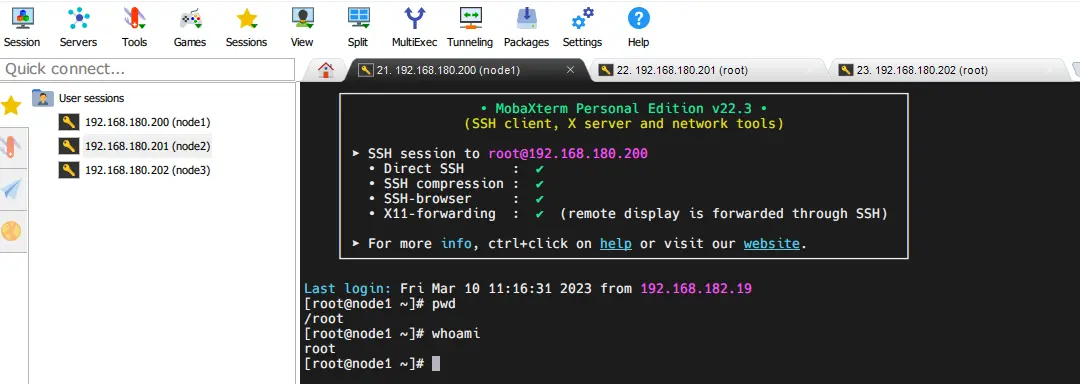 Session Servers Tools Games Sessions View Split MultiExec Tunneling Packages Settings Help
Quick connect...
21. 192.168.180.200 (node1)
22. 192.168.180.201 (root)
23. 192.168.180.202 (root)
User sessions
192.168.180.200 (node1)
192.168.180.201 (node2)
192.168.180.202 (node3)
• MobaXterm Personal Edition v22.3 •
(SSH client, X server and network tools)
➤ SSH session to root@192.168.180.200
• Direct SSH : ✔
• SSH compression : ✔
• SSH-browser : ✔
• X11-forwarding : ✔ (remote display is forwarded through SSH)
➤ For more info, ctrl+click on help or visit our website.
Last login: Fri Mar 10 11:16:31 2023 from 192.168.182.19
[root@node1 ~]# pwd
/root
[root@node1 ~]# whoami
root
[root@node1 ~]#